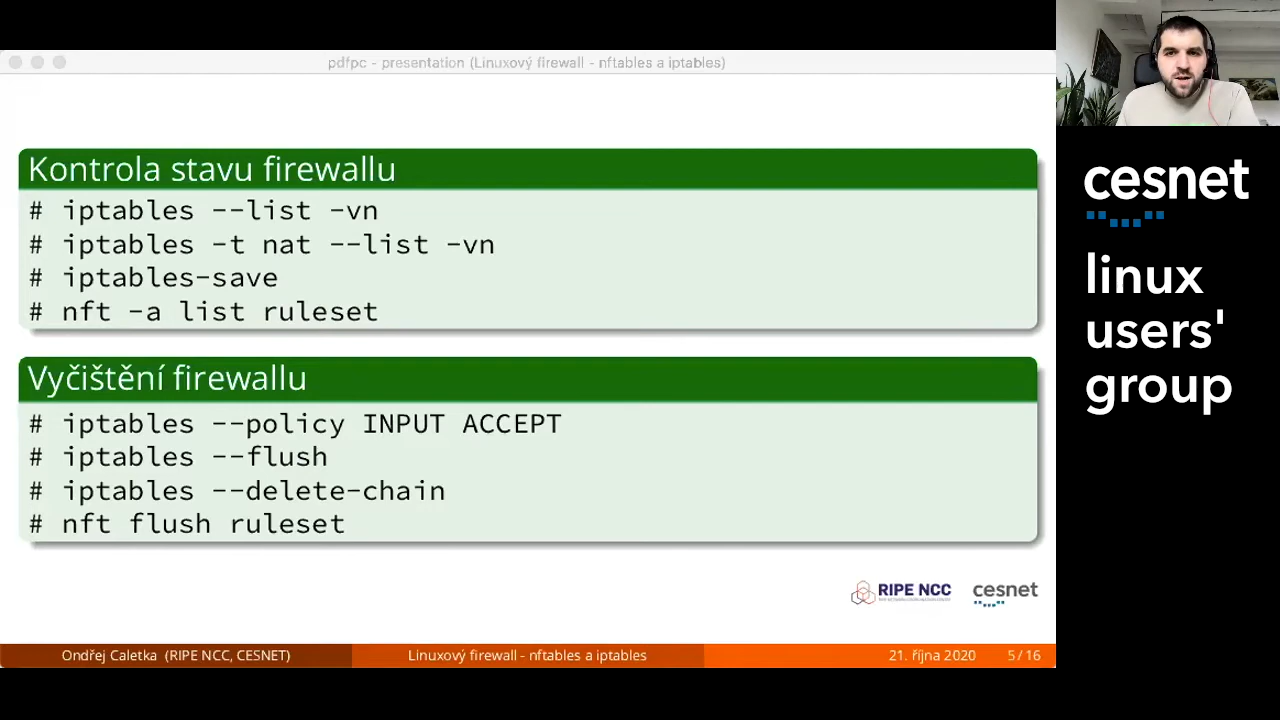 pdfpc - presentation (Linuxový firewall - nftables a iptables)
Kontrola stavu firewallu
# iptables --list -vn
# iptables -t nat --list -vn
# iptables-save
# nft -a list ruleset
Vyčištění firewallu
# iptables --policy INPUT ACCEPT
# iptables --flush
# iptables --delete-chain
# nft flush ruleset
RIPE NCC
cesnet
Ondřej Caletka (RIPE NCC, CESNET)
Linuxový firewall - nftables a iptables
21. října 2020
5/16
cesnet
linux
users'
group